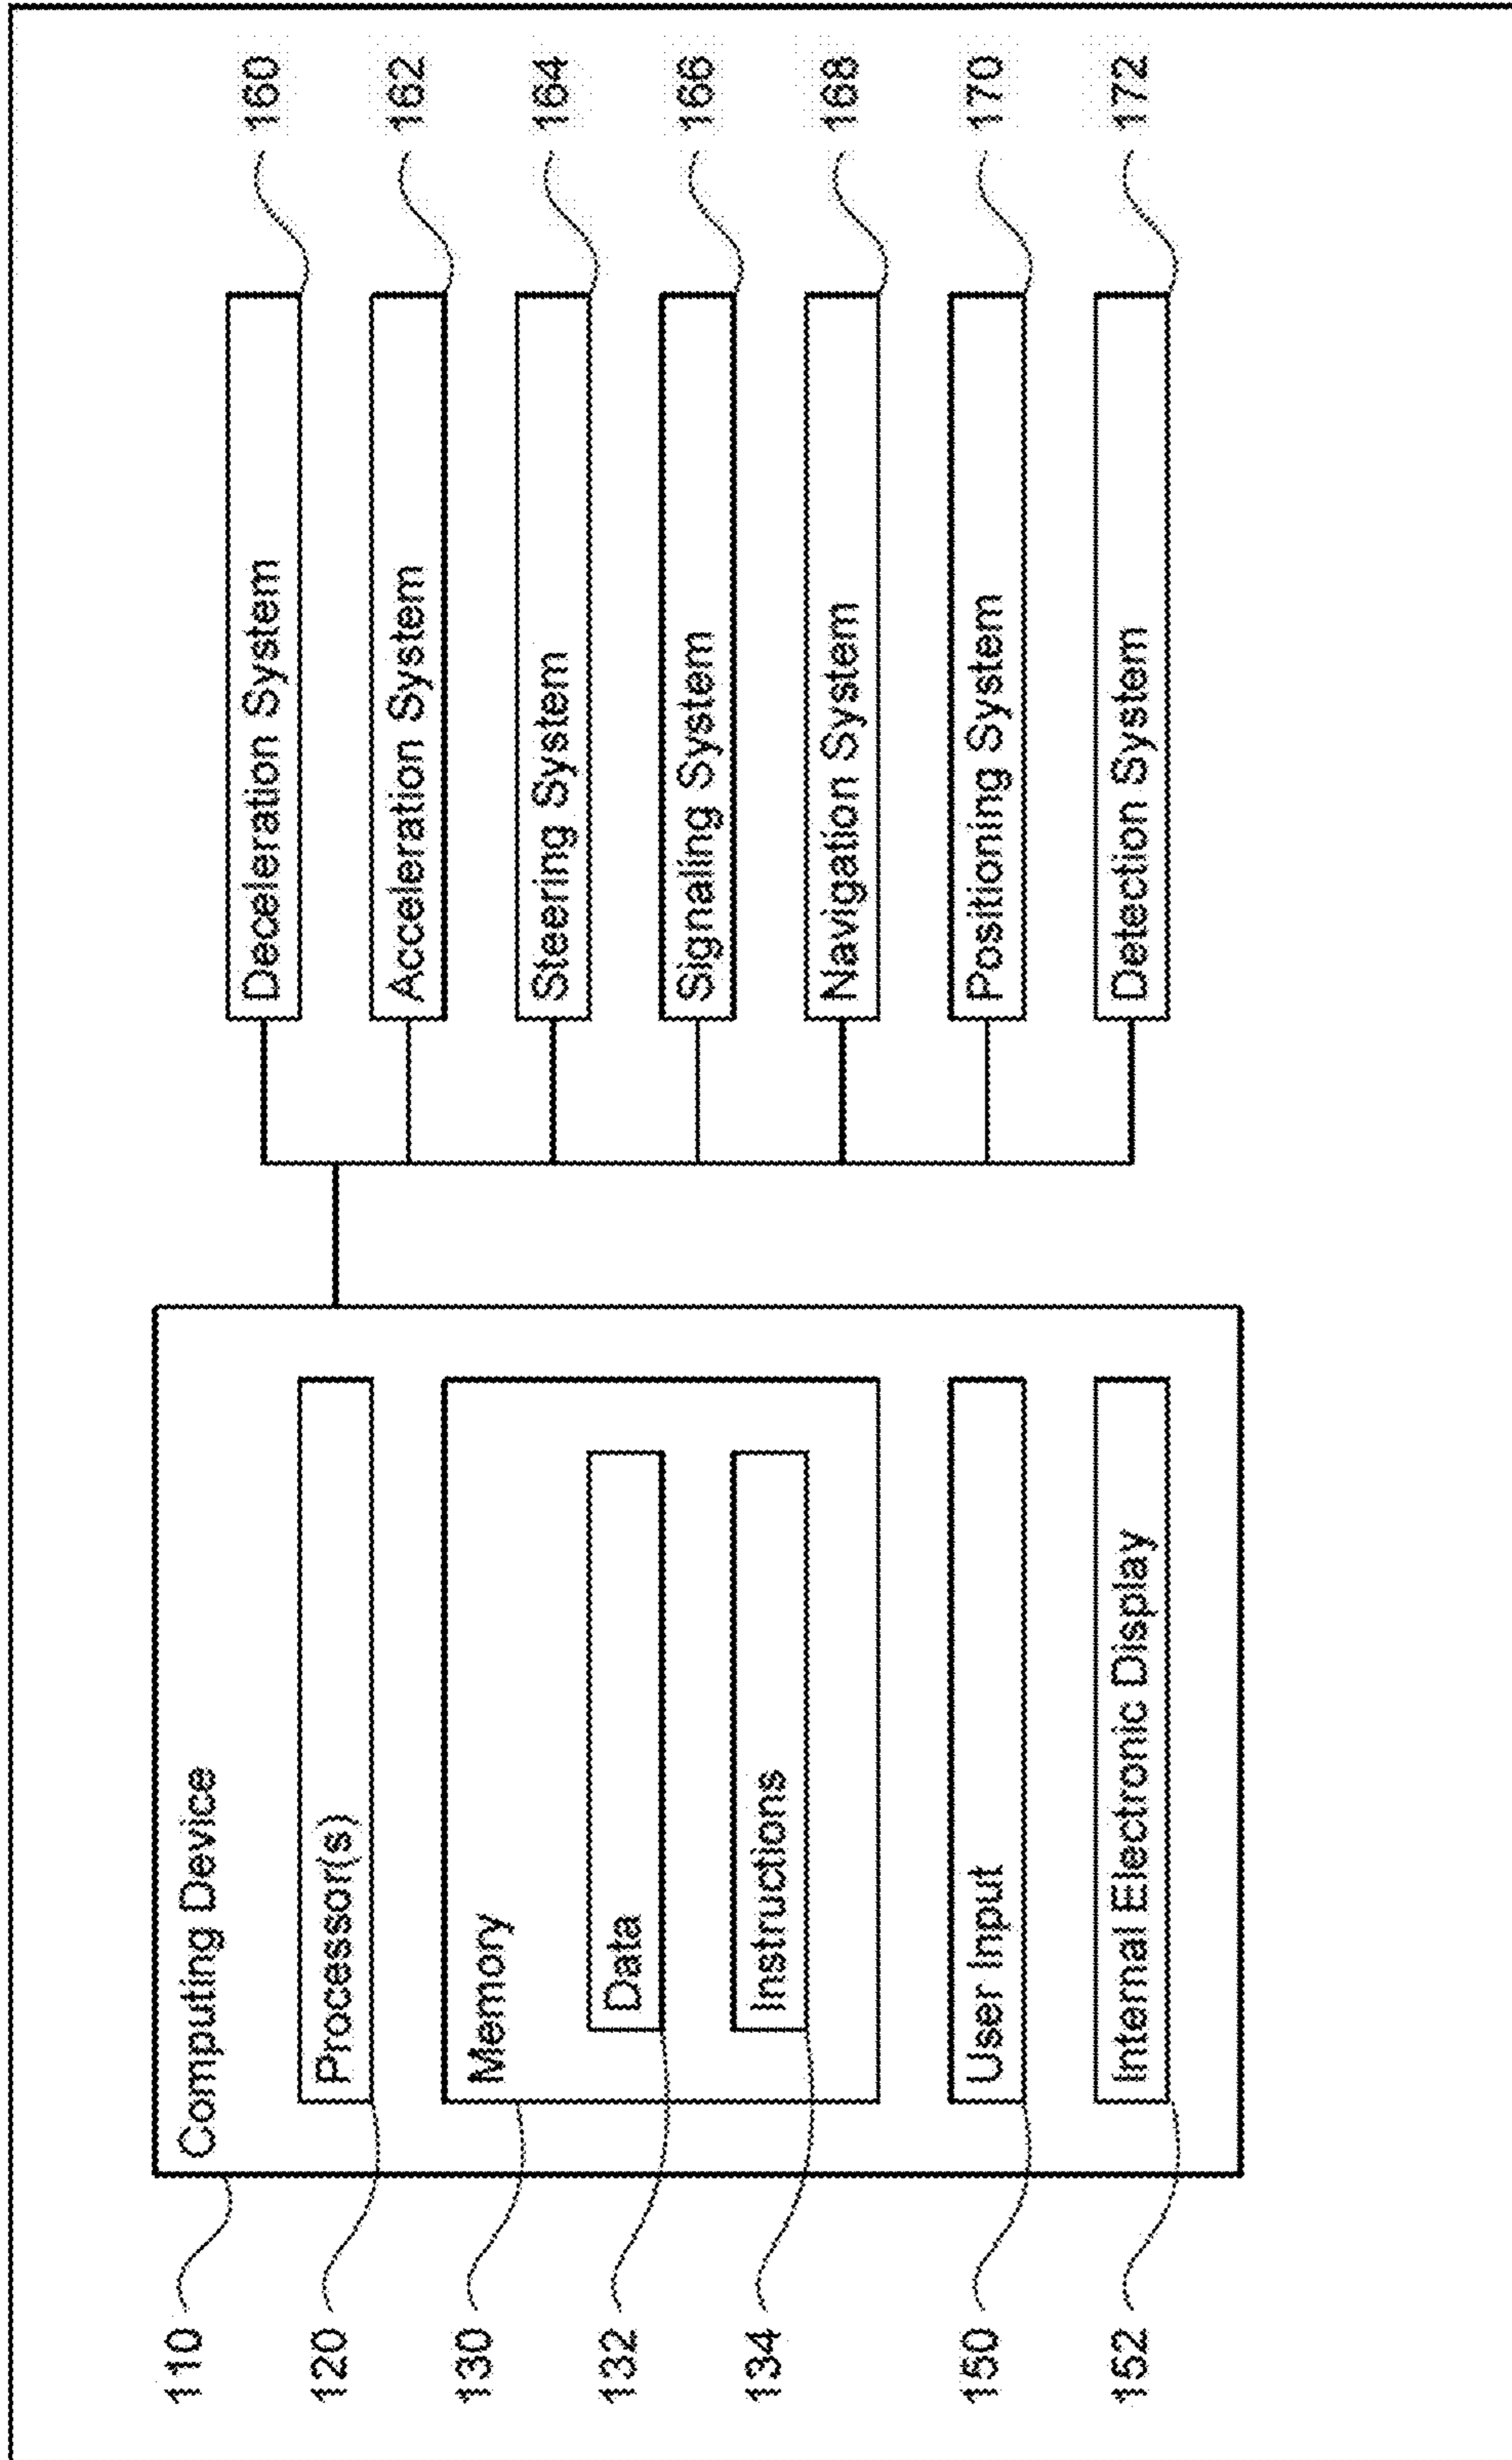 110
Computing Device
120
Processor(s)
130
Memory
132
Data
134
Instructions
150
User Input
152
Internal Electronic Display
Deceleration System
160
Acceleration System
162
Steering System
164
Signaling System
166
Navigation System
168
Positioning System
170
Detection System
172